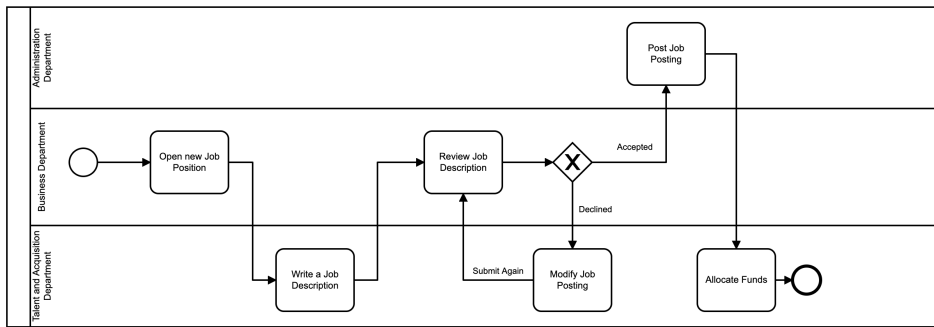 Administration
Department
Post Job
Posting
Business Department
Open new Job
Position
Review Job
Description
X
Accepted
Declined
Talent and Acquisition
Department
Write a Job
Description
Submit Again
Modify Job
Posting
Allocate Funds